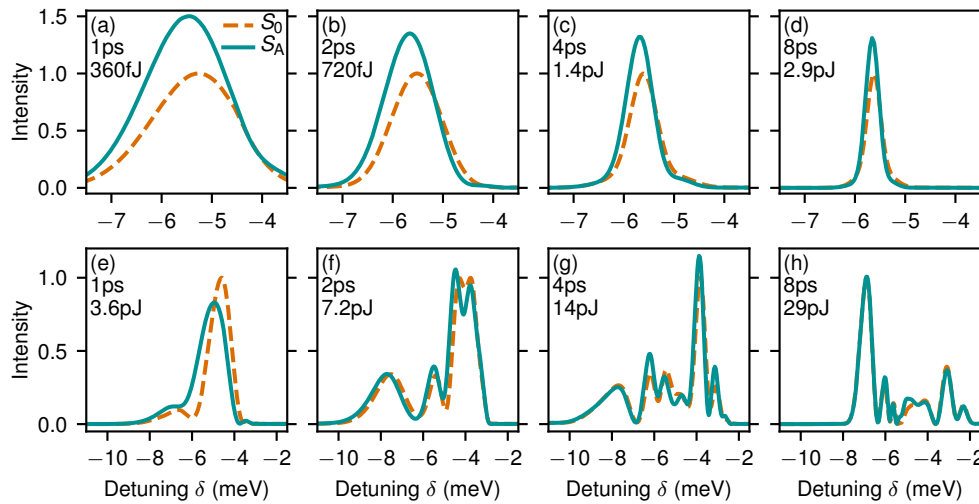 (a)
1ps
360fJ
S0
SA
(b)
2ps
720fJ
(c)
4ps
1.4pJ
(d)
8ps
2.9pJ
Intensity
1.5
1.0
0.5
0.0
−7 −6 −5 −4
−7 −6 −5 −4
−7 −6 −5 −4
−7 −6 −5 −4
(e)
1ps
3.6pJ
(f)
2ps
7.2pJ
(g)
4ps
14pJ
(h)
8ps
29pJ
Intensity
1.0
0.5
0.0
−10 −8 −6 −4 −2
−10 −8 −6 −4 −2
−10 −8 −6 −4 −2
−10 −8 −6 −4 −2
Detuning δ (meV)
Detuning δ (meV)
Detuning δ (meV)
Detuning δ (meV)